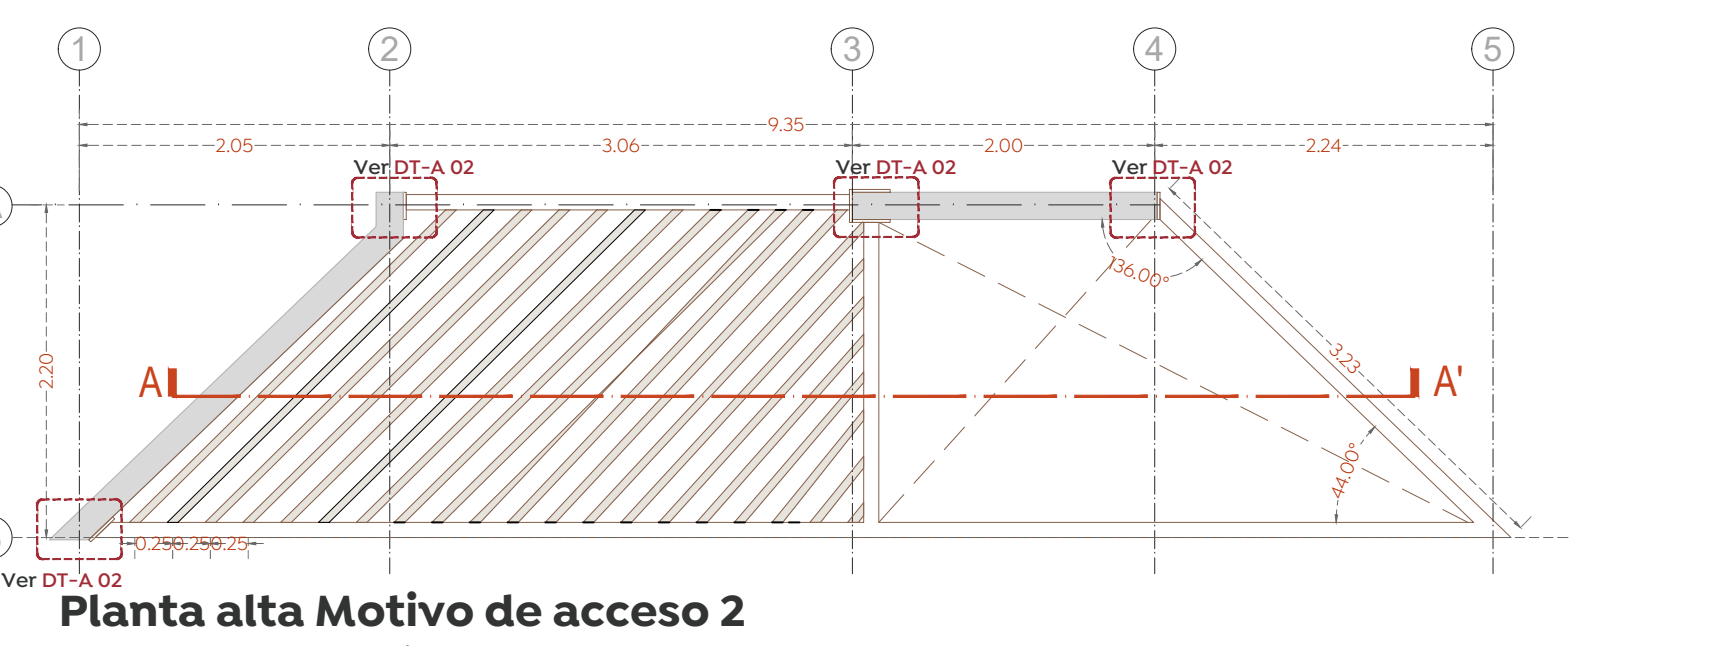 1 2 3 4 5
9.35
2.05 3.06 2.00 2.24
Ver DT-A 02 Ver DT-A 02 Ver DT-A 02
136.00°
2.20
3.23
A A'
44.00°
0.25 0.25 0.25
Ver DT-A 02
Planta alta Motivo de acceso 2